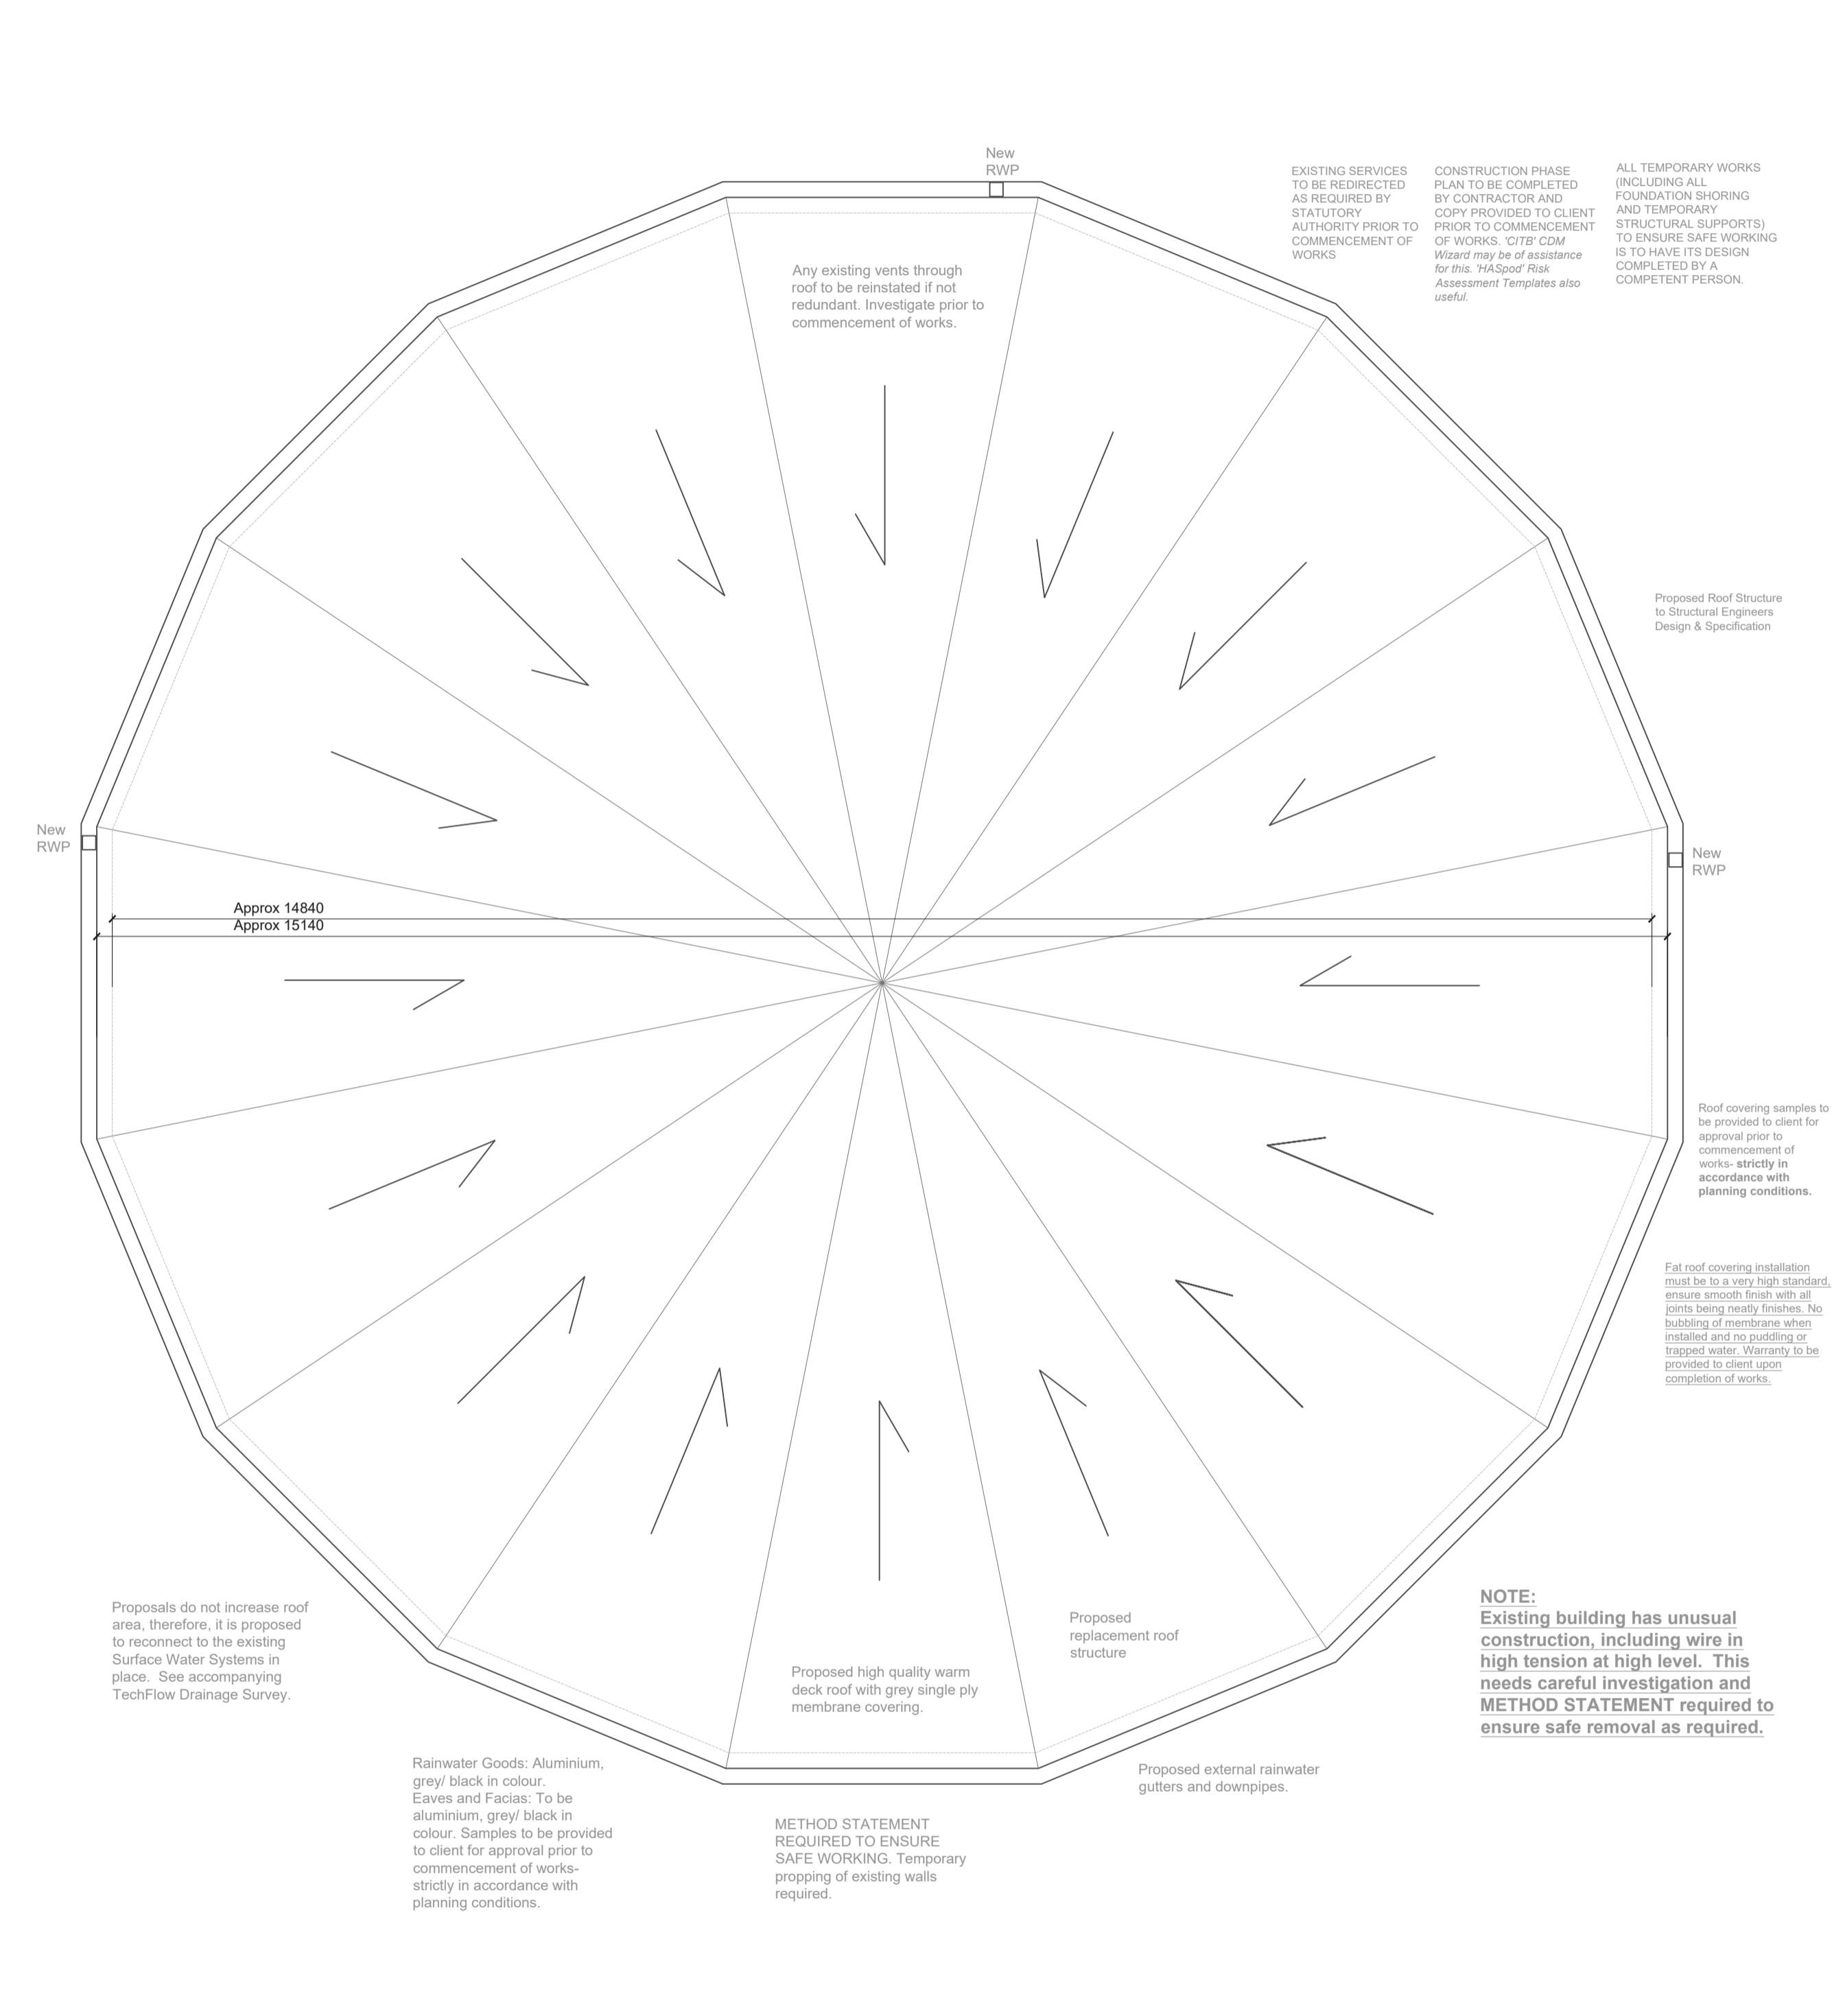 New
RWP
EXISTING SERVICES
TO BE REDIRECTED
AS REQUIRED BY
STATUTORY
AUTHORITY PRIOR TO
COMMENCEMENT OF
WORKS
CONSTRUCTION PHASE
PLAN TO BE COMPLETED
BY CONTRACTOR AND
COPY PROVIDED TO CLIENT
PRIOR TO COMMENCEMENT
OF WORKS. 'CITB' CDM
Wizard may be of assistance
for this. 'HASpod' Risk
Assessment Templates also
useful.
ALL TEMPORARY WORKS
(INCLUDING ALL
FOUNDATION SHORING
AND TEMPORARY
STRUCTURAL SUPPORTS)
TO ENSURE SAFE WORKING
IS TO HAVE ITS DESIGN
COMPLETED BY A
COMPETENT PERSON.
Any existing vents through
roof to be reinstated if not
redundant. Investigate prior to
commencement of works.
Proposed Roof Structure
to Structural Engineers
Design & Specification
New
RWP
New
RWP
Approx 14840
Approx 15140
Roof covering samples to
be provided to client for
approval prior to
commencement of
works- strictly in
accordance with
planning conditions.
Fat roof covering installation
must be to a very high standard,
ensure smooth finish with all
joints being neatly finishes. No
bubbling of membrane when
installed and no puddling or
trapped water. Warranty to be
provided to client upon
completion of works.
NOTE:
Existing building has unusual
construction, including wire in
high tension at high level.  This
needs careful investigation and
METHOD STATEMENT required to
ensure safe removal as required.
Proposals do not increase roof
area, therefore, it is proposed
to reconnect to the existing
Surface Water Systems in
place.  See accompanying
TechFlow Drainage Survey.
Proposed
replacement roof
structure
Proposed high quality warm
deck roof with grey single ply
membrane covering.
Rainwater Goods: Aluminium,
grey/ black in colour.
Eaves and Facias: To be
aluminium, grey/ black in
colour. Samples to be provided
to client for approval prior to
commencement of works-
strictly in accordance with
planning conditions.
Proposed external rainwater
gutters and downpipes.
METHOD STATEMENT
REQUIRED TO ENSURE
SAFE WORKING. Temporary
propping of existing walls
required.